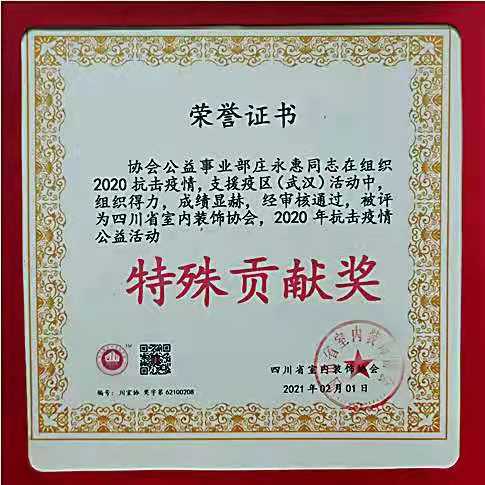 荣誉证书
协会公益事业部庄永惠同志在组织
2020抗击疫情,支援疫区(武汉)活动中,
组织得力,成绩显赫,经审核通过,被评
为四川省室内装饰协会,2020年抗击疫情
公益活动
特殊贡献奖
省室内装
四川省室内装饰协会
2021年02月01日
编号:川室协 奖字第62100208